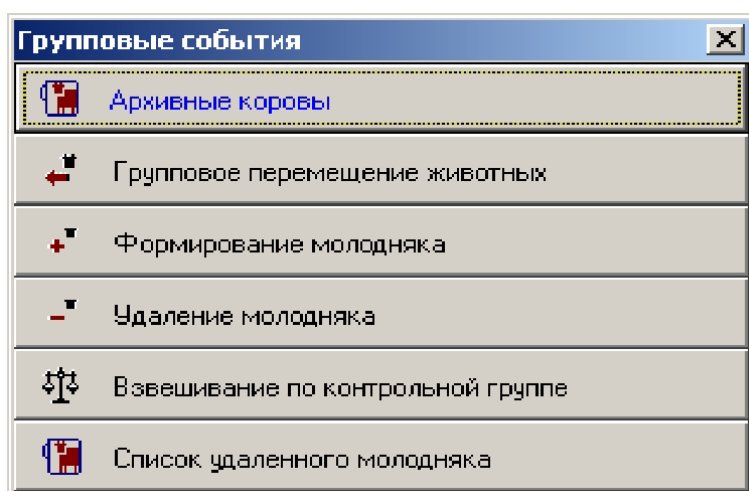 Групповые события
Архивные коровы
Групповое перемещение животных
Формирование молодняка
Удаление молодняка
Взвешивание по контрольной группе
Список удаленного молодняка